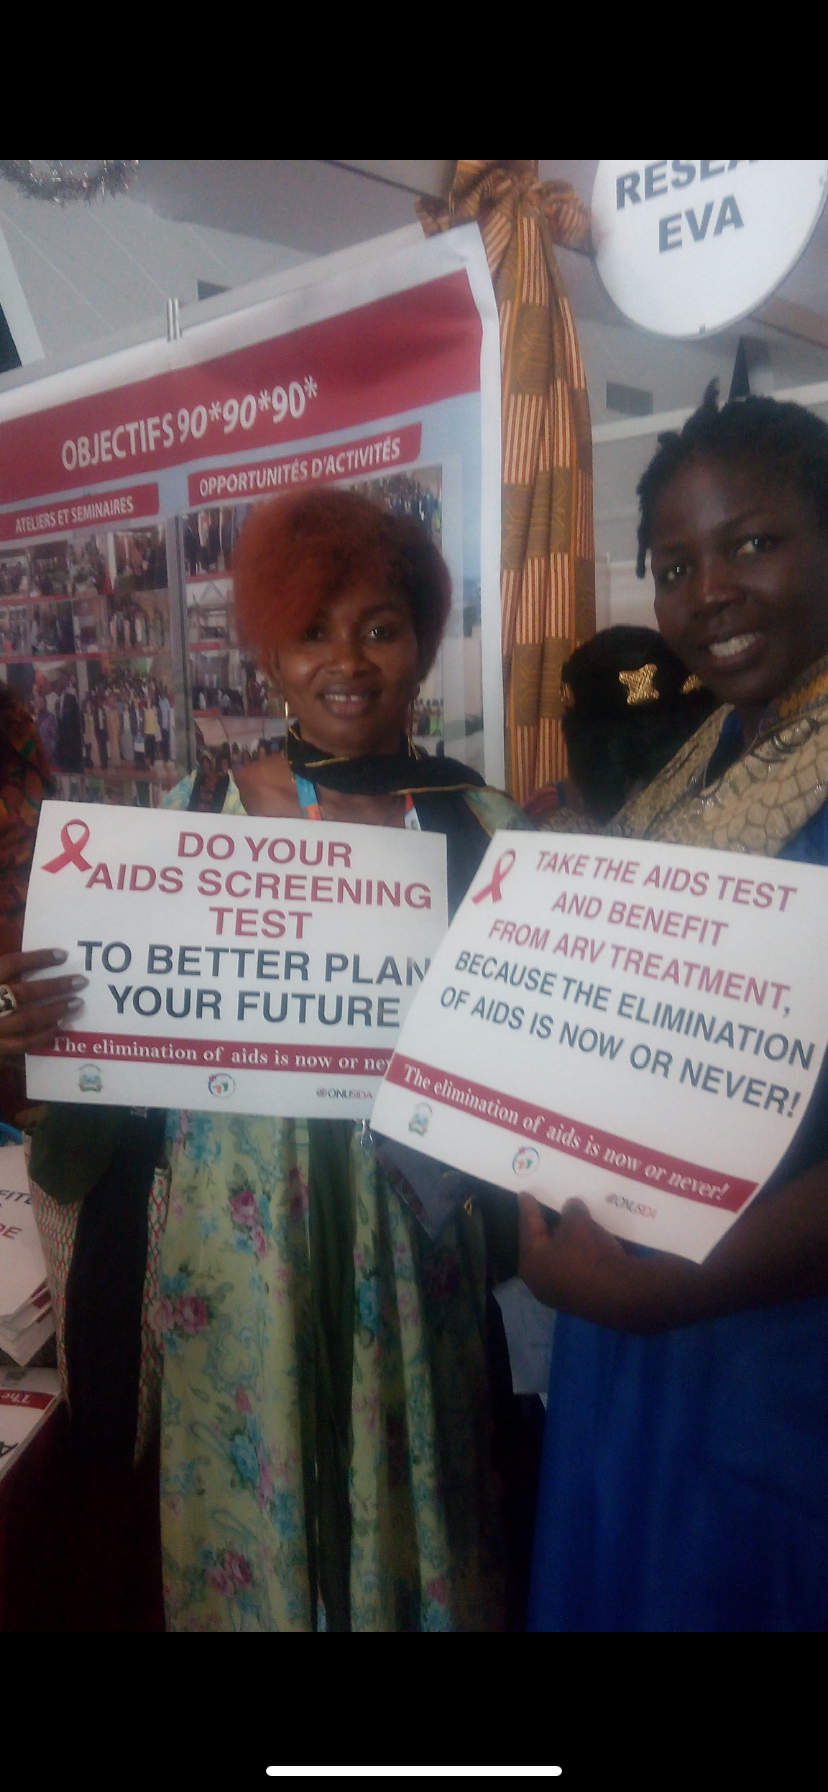 EVA
OBJECTIFS 90*90*90*
ATELIERS ET SEMINAIRES
OPPORTUNITÉS D'ACTIVITÉS
DO YOUR
AIDS SCREENING
TEST
TO BETTER PLAN
YOUR FUTURE
The elimination of aids is now or
ONUSIDA
TAKE THE AIDS TEST
AND BENEFIT
FROM ARV TREATMENT,
BECAUSE THE ELIMINATION
OF AIDS IS NOW OR NEVER!
The elimination of aids is now or never!
ONUSIDA
The